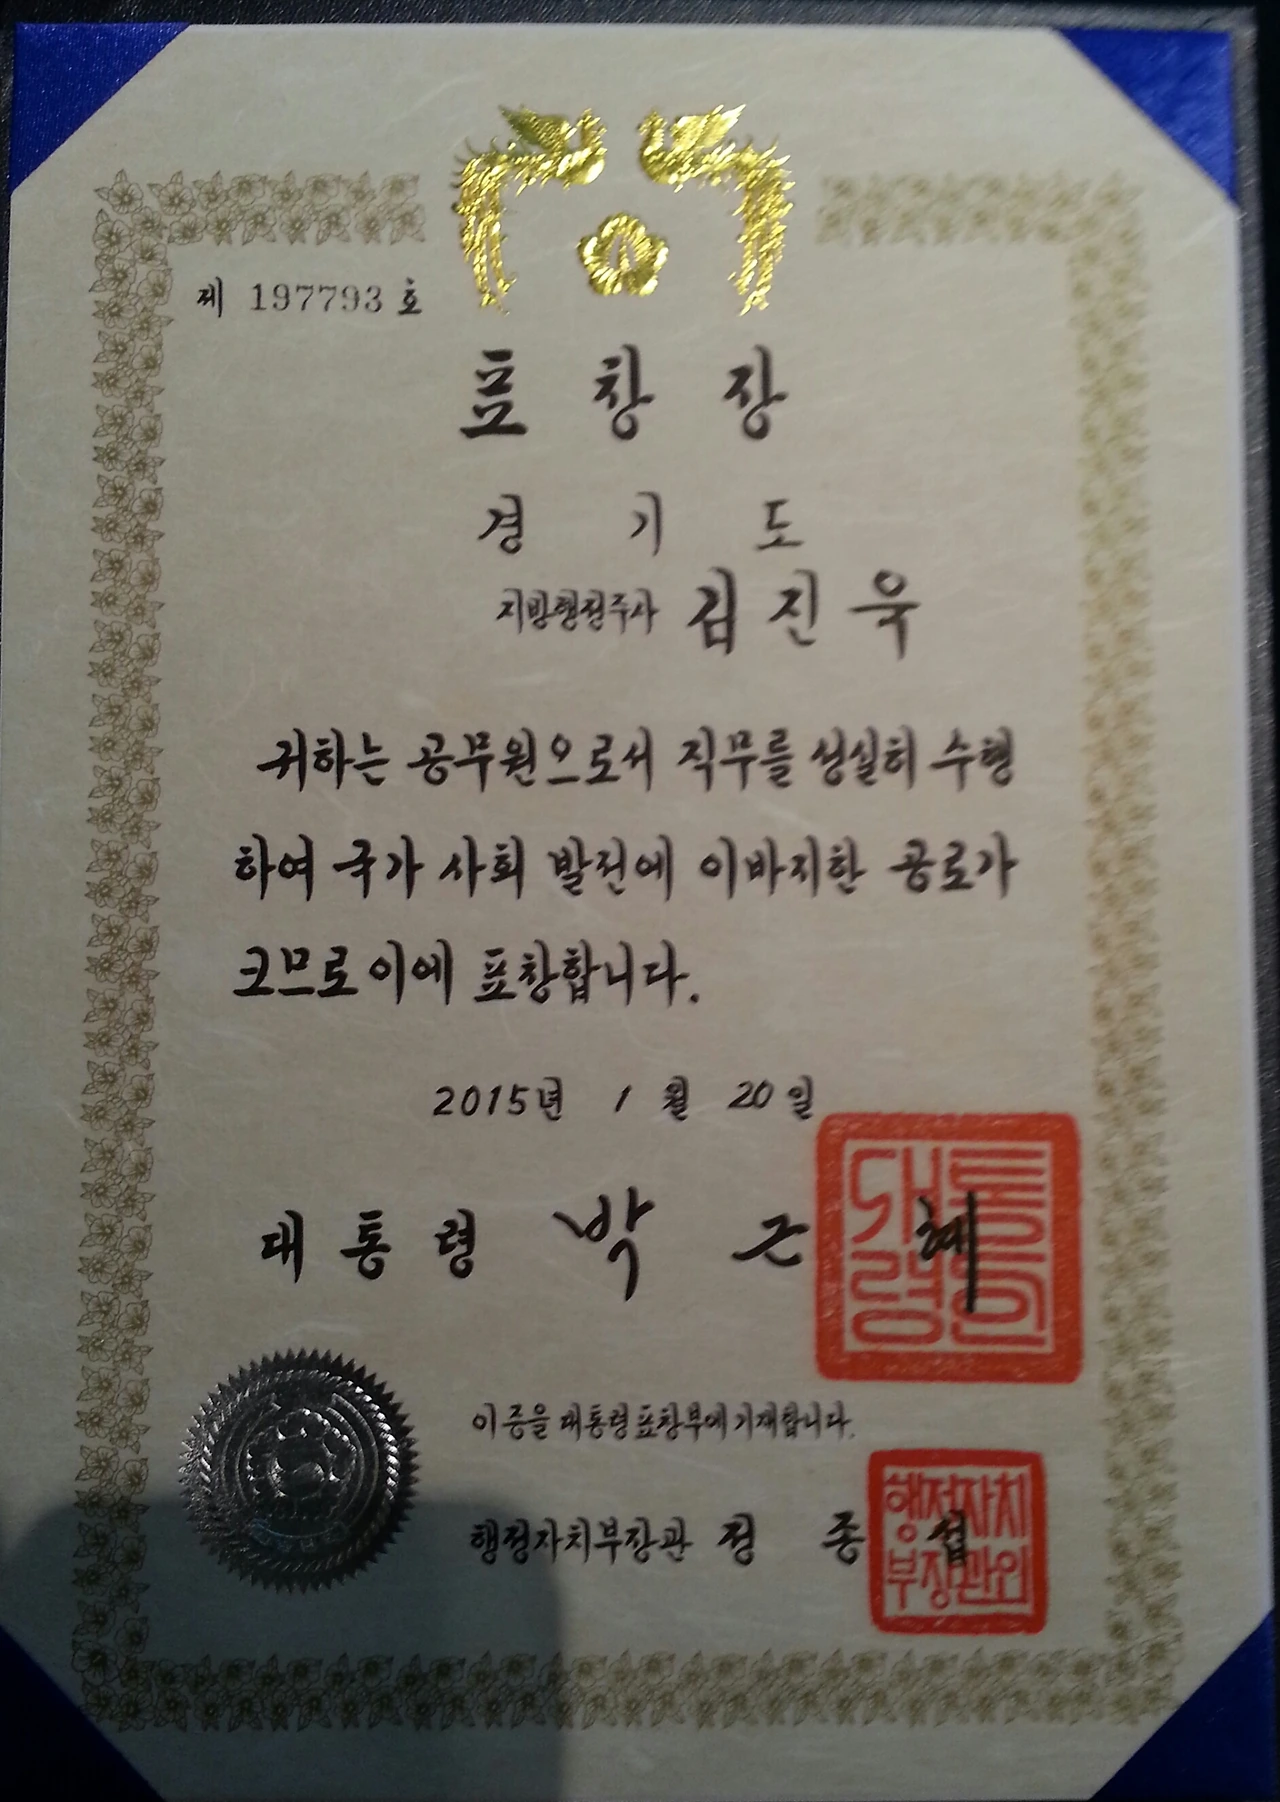 제 197793 호
표 창 장
경 기 도
지방행정주사 김 진 욱
귀하는 공무원으로서 직무를 성실히 수행
하여 국가 사회 발전에 이바지한 공로가
크므로 이에 표창합니다.
2015년 1월 20일
대 통 령 박 근 혜
대통령의인
이 증을 대통령표창부에 기재합니다.
행정자치부장관 정 종 섭
행정자치
부장관인